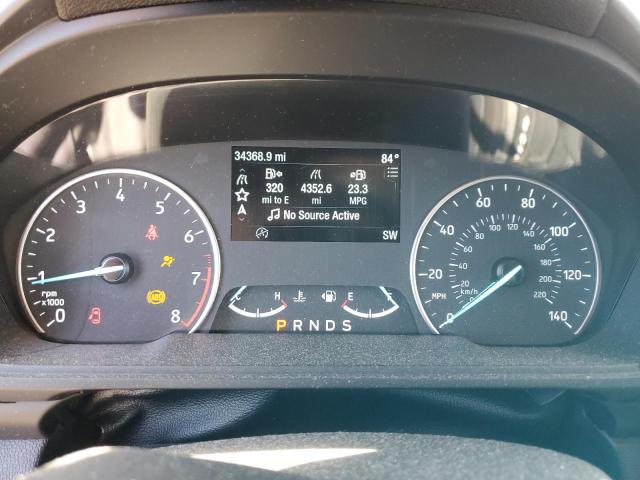 34368.9 mi 84°
320 4352.6 23.3
mi to E mi MPG
No Source Active
SW
0 1 2 3 4 5 6 7 8
rpm
x1000
ABS
C H E F
P R N D S
0 20 40 60 80 100 120 140
MPH
0 20 40 60 80 100 120 140 160 180 200 220
km/h